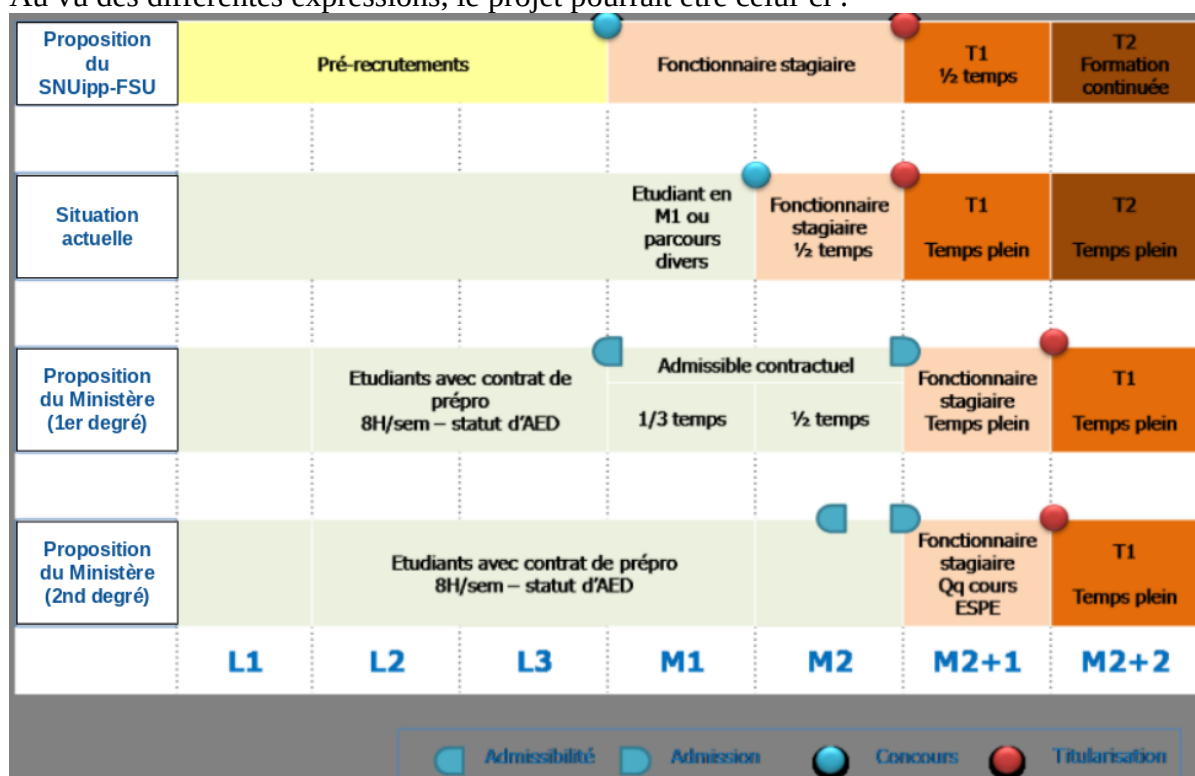 Au vu des différentes expressions, le projet pourrait être celui-ci :
Proposition
du
SNUipp-FSU
Pré-recrutements
Fonctionnaire stagiaire
T1
½ temps
T2
Formation
continuée
Situation
actuelle
Etudiant en
M1 ou
parcours
divers
Fonctionnaire
stagiaire
½ temps
T1
Temps plein
T2
Temps plein
Proposition
du Ministère
(1er degré)
Etudiants avec contrat de
prépro
8H/sem – statut d'AED
Admissible contractuel
1/3 temps
½ temps
Fonctionnaire
stagiaire
Temps plein
T1
Temps plein
Proposition
du Ministère
(2nd degré)
Etudiants avec contrat de prépro
8H/sem – statut d'AED
Fonctionnaire
stagiaire
Qq cours
ESPE
T1
Temps plein
L1 L2 L3 M1 M2 M2+1 M2+2
Admissibilité Admission Concours Titularisation